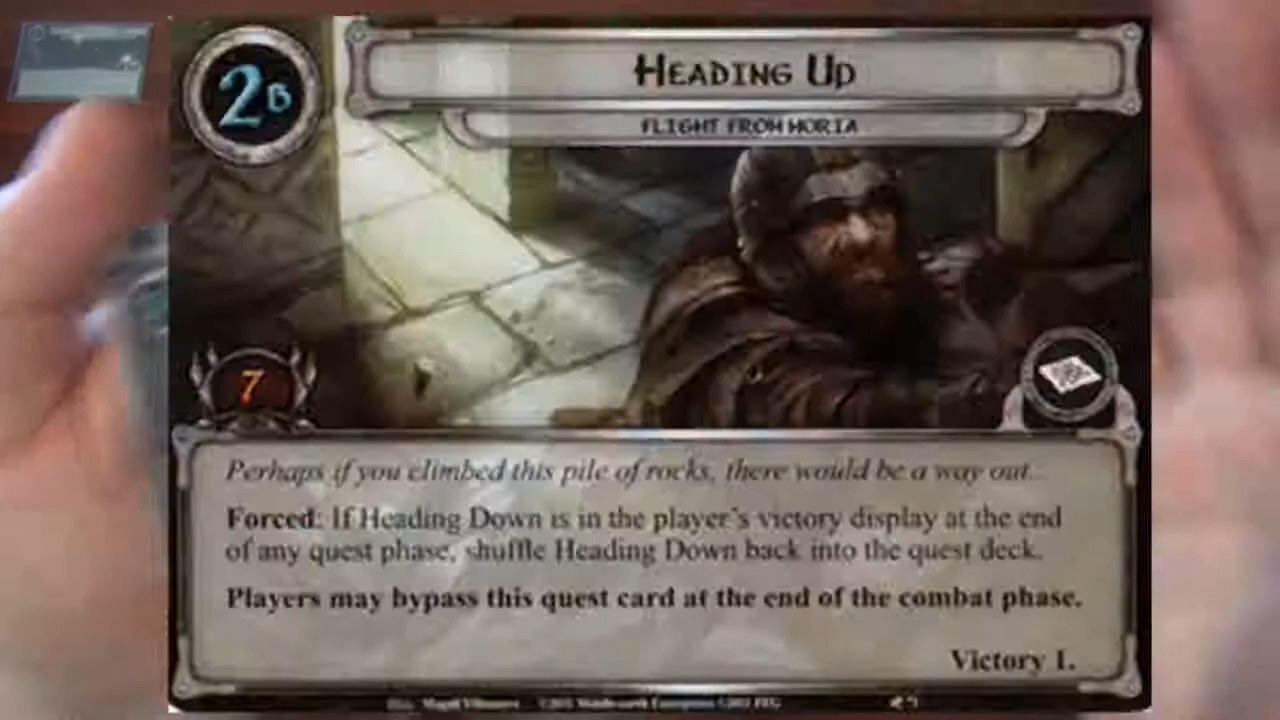 2B
HEADING UP
FLIGHT FROM MORIA
7
Perhaps if you climbed this pile of rocks, there would be a way out...
Forced: If Heading Down is in the player's victory display at the end
of any quest phase, shuffle Heading Down back into the quest deck.
Players may bypass this quest card at the end of the combat phase.
Victory 1.